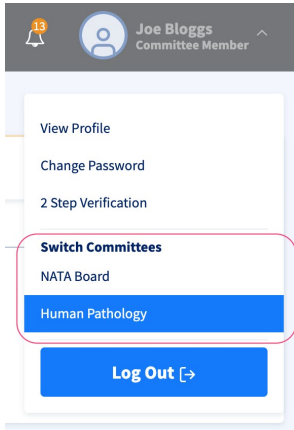 13
Joe Bloggs
Committee Member
View Profile
Change Password
2 Step Verification
Switch Committees
NATA Board
Human Pathology
Log Out